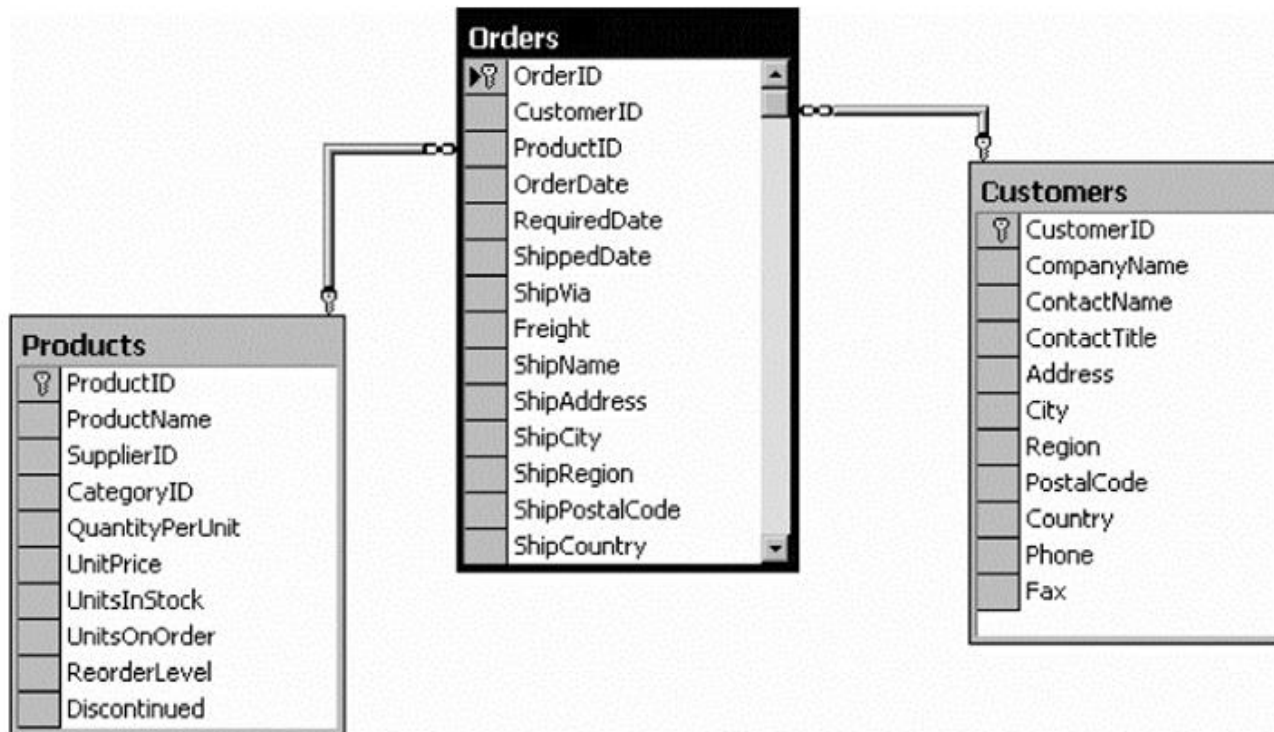 Orders
OrderID
CustomerID
ProductID
OrderDate
RequiredDate
ShippedDate
ShipVia
Freight
ShipName
ShipAddress
ShipCity
ShipRegion
ShipPostalCode
ShipCountry
Products
ProductID
ProductName
SupplierID
CategoryID
QuantityPerUnit
UnitPrice
UnitsInStock
UnitsOnOrder
ReorderLevel
Discontinued
Customers
CustomerID
CompanyName
ContactName
ContactTitle
Address
City
Region
PostalCode
Country
Phone
Fax